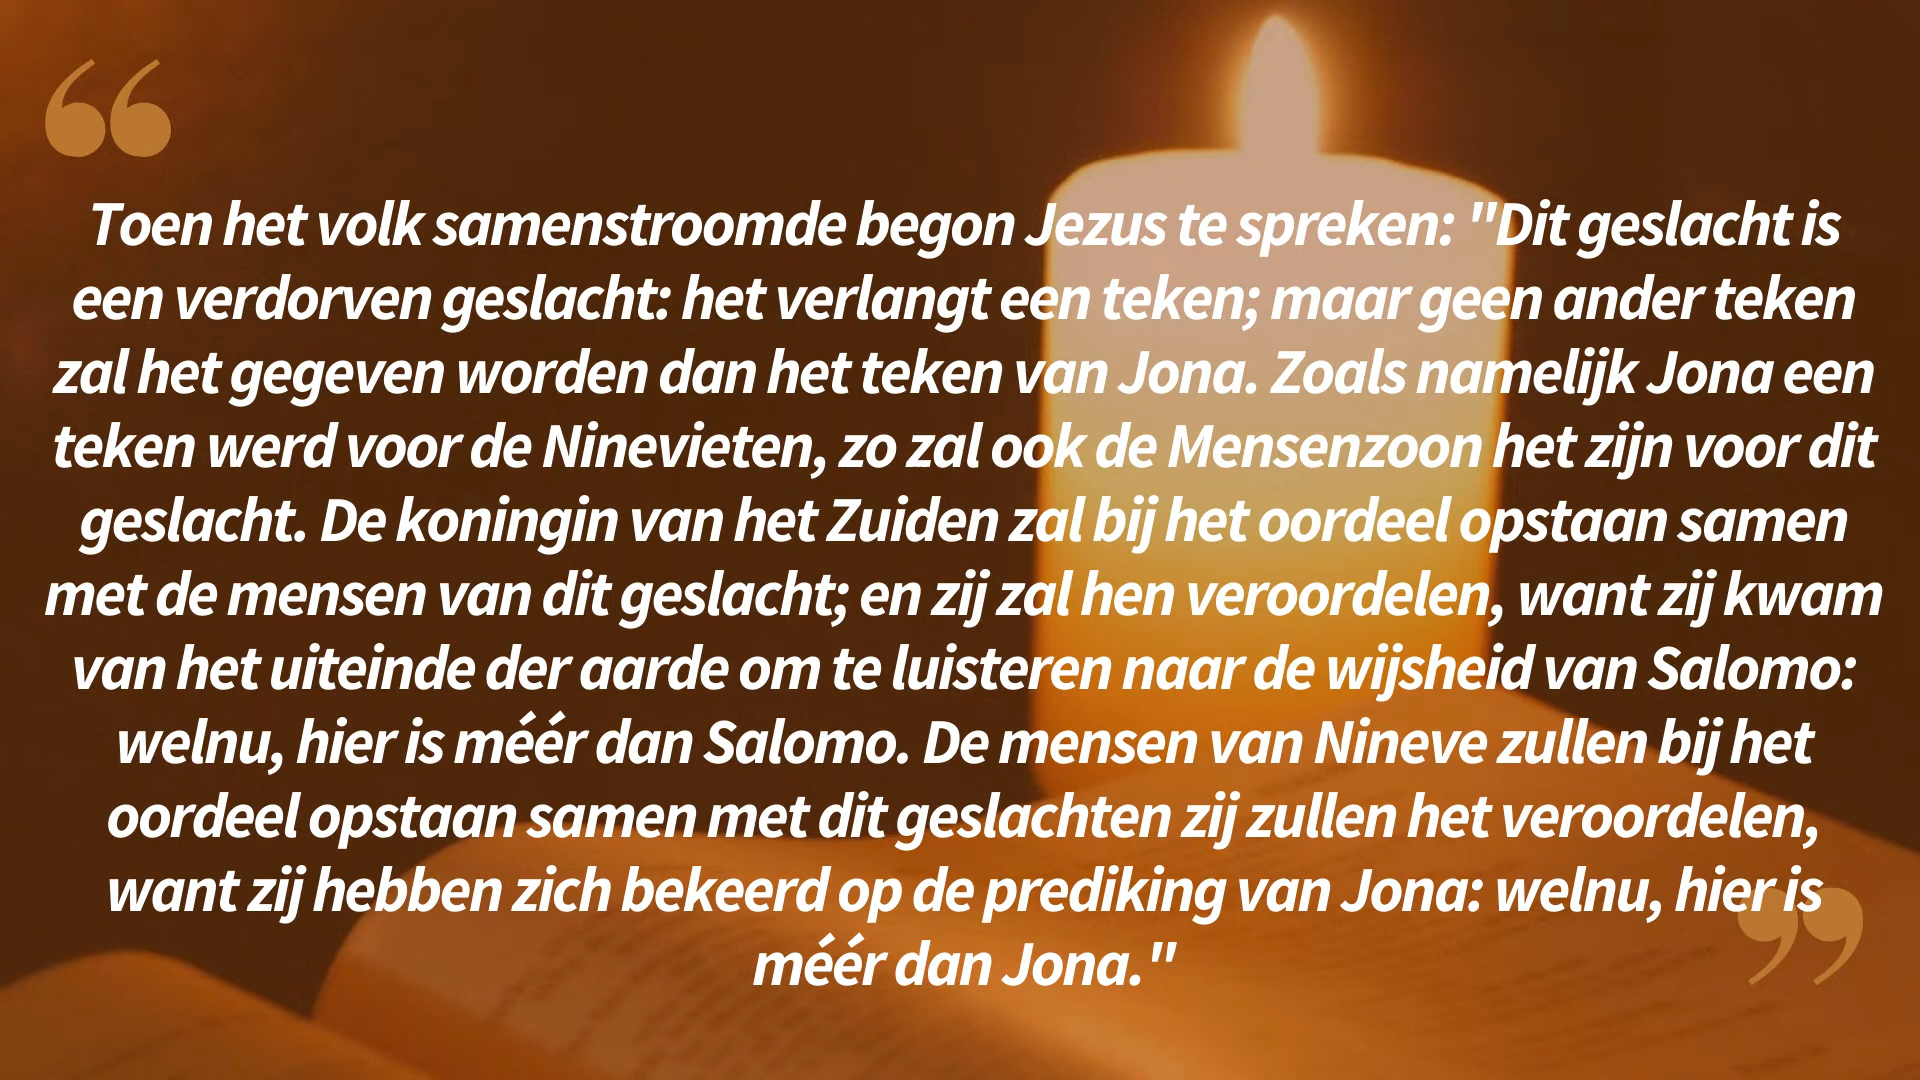 Toen het volk samenstroomde begon Jezus te spreken: "Dit geslacht is
een verdorven geslacht: het verlangt een teken; maar geen ander teken
zal het gegeven worden dan het teken van Jona. Zoals namelijk Jona een
teken werd voor de Ninevieten, zo zal ook de Mensenzoon het zijn voor dit
geslacht. De koningin van het Zuiden zal bij het oordeel opstaan samen
met de mensen van dit geslacht; en zij zal hen veroordelen, want zij kwam
van het uiteinde der aarde om te luisteren naar de wijsheid van Salomo:
welnu, hier is méér dan Salomo. De mensen van Nineve zullen bij het
oordeel opstaan samen met dit geslachten zij zullen het veroordelen,
want zij hebben zich bekeerd op de prediking van Jona: welnu, hier is
méér dan Jona."